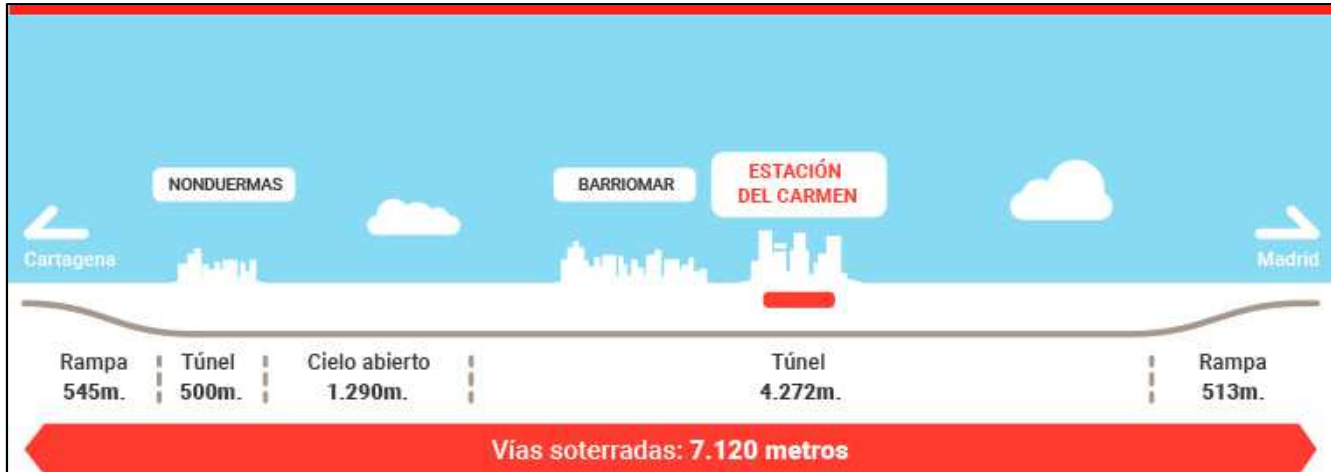 NONDUERMAS
BARRIOMAR
ESTACIÓN
DEL CARMEN
Cartagena
Madrid
Rampa
545m.
Túnel
500m.
Cielo abierto
1.290m.
Túnel
4.272m.
Rampa
513m.
Vías soterradas: 7.120 metros